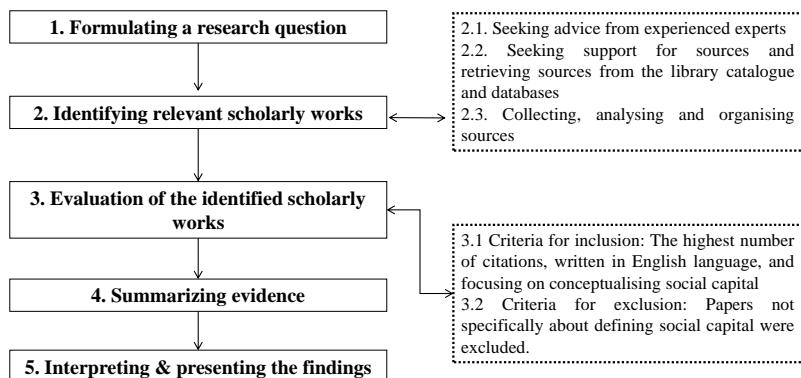 1. Formulating a research question
2. Identifying relevant scholarly works
3. Evaluation of the identified scholarly
works
4. Summarizing evidence
5. Interpreting & presenting the findings
2.1. Seeking advice from experienced experts
2.2. Seeking support for sources and
retrieving sources from the library catalogue
and databases
2.3. Collecting, analysing and organising
sources
3.1 Criteria for inclusion: The highest number
of citations, written in English language, and
focusing on conceptualising social capital
3.2 Criteria for exclusion: Papers not
specifically about defining social capital were
excluded.